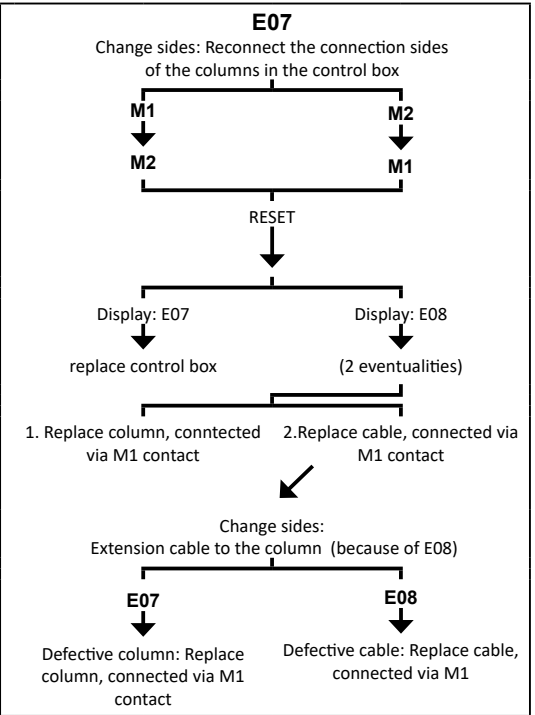 E07
Change sides: Reconnect the connection sides
of the columns in the control box
M1
M2
M2
M1
RESET
Display: E07
Display: E08
replace control box
(2 eventualities)
1. Replace column, conntected
via M1 contact
2.Replace cable, connected via
M1 contact
Change sides:
Extension cable to the column (because of E08)
E07
E08
Defective column: Replace
column, connected via M1
contact
Defective cable: Replace cable,
connected via M1